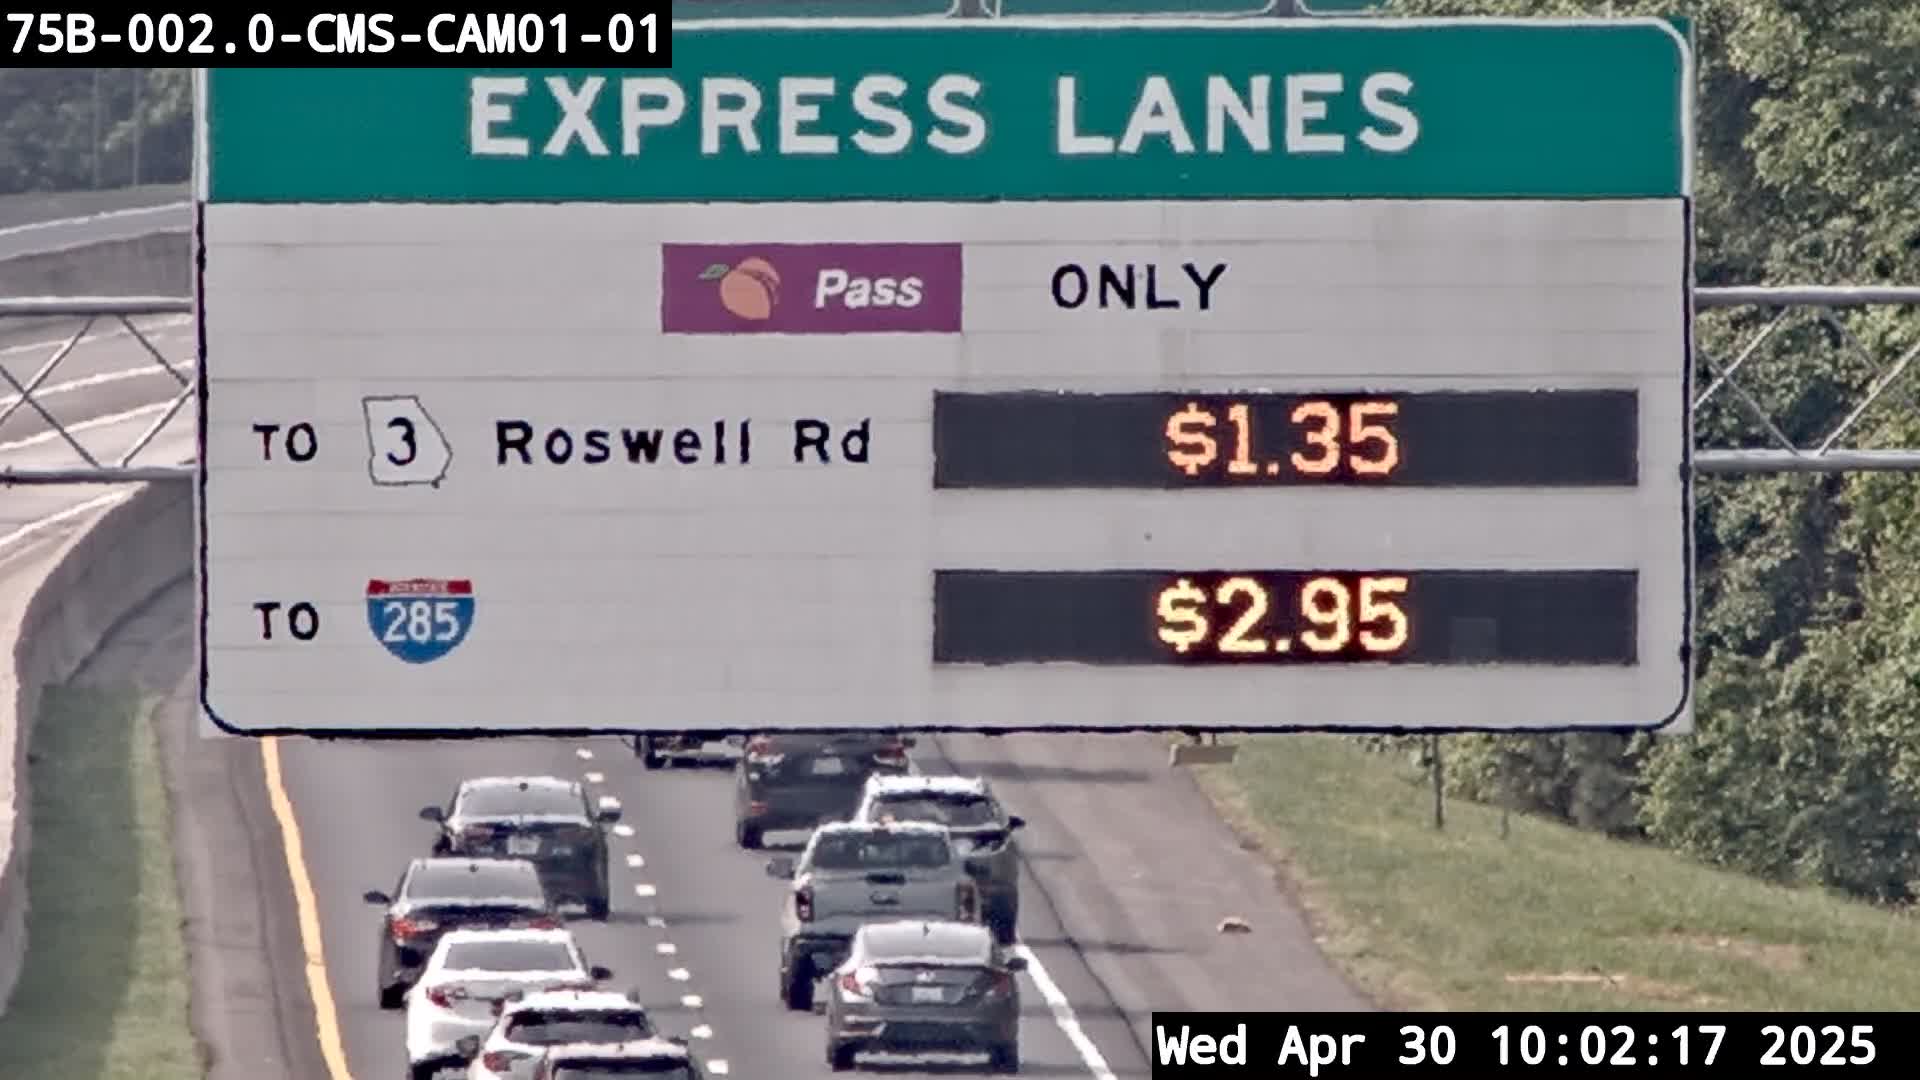 75B-002.0-CMS-CAM01-01
EXPRESS LANES
Pass ONLY
TO 3 Roswell Rd $1.35
TO 285 $2.95
Wed Apr 30 10:02:17 2025